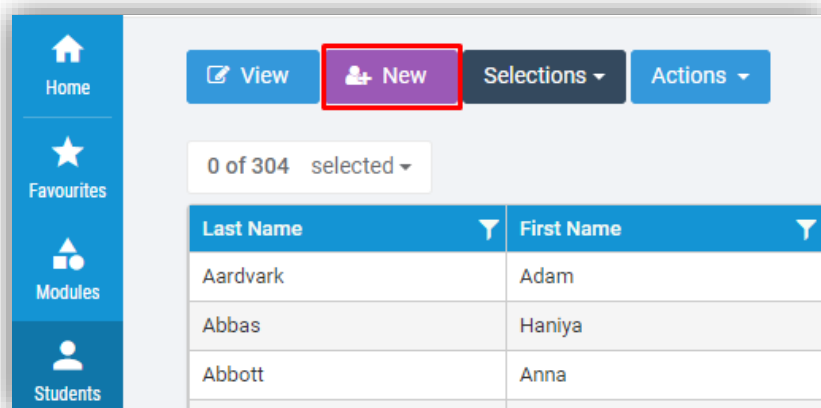 Home
Favourites
Modules
Students
View New Selections Actions
0 of 304 selected
Last Name First Name
Aardvark Adam
Abbas Haniya
Abbott Anna